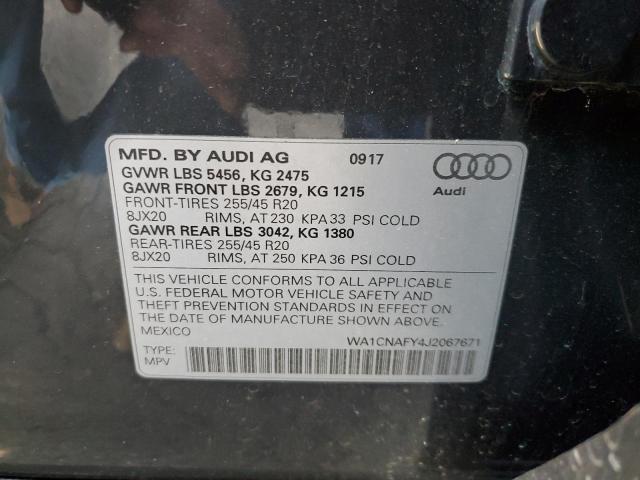 MFD. BY AUDI AG 09.17
GVWR LBS 5456, KG 2475
GAWR FRONT LBS 2679, KG 1215
FRONT-TIRES 255/45 R20
8JX20 RIMS, AT 230 KPA 33 PSI COLD
GAWR REAR LBS 3042, KG 1380
REAR-TIRES 255/45 R20
8JX20 RIMS, AT 250 KPA 36 PSI COLD
Audi
THIS VEHICLE CONFORMS TO ALL APPLICABLE
U.S. FEDERAL MOTOR VEHICLE SAFETY AND
THEFT PREVENTION STANDARDS IN EFFECT ON
THE DATE OF MANUFACTURE SHOWN ABOVE.
MEXICO
WA1CNAFY4J2067671
TYPE:
MPV